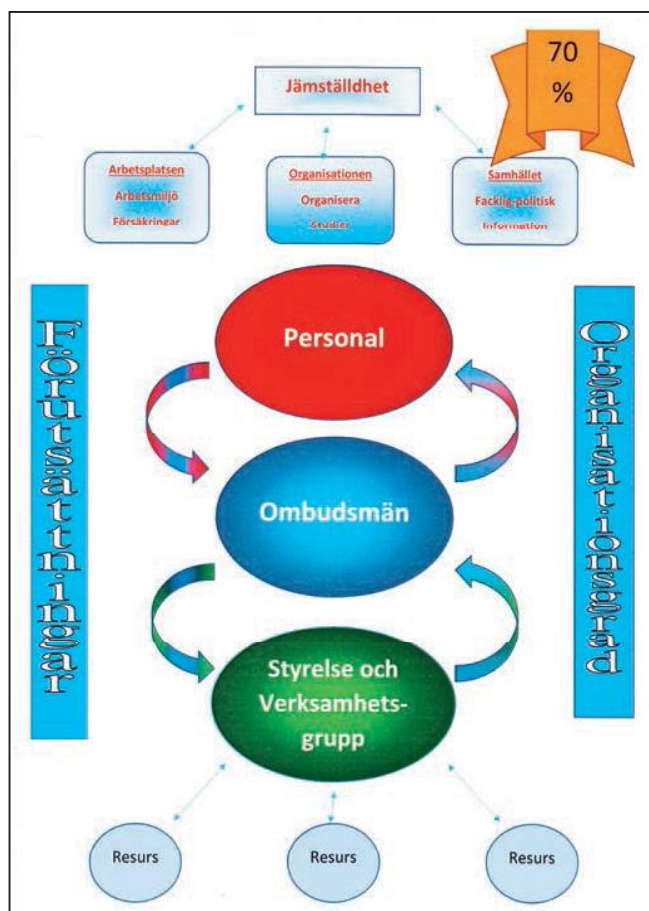 70
%
Jämställdhet
Arbetsplatsen
Arbetsmiljö
Försäkringar
Organisationen
Organisera
Studier
Samhället
Facklig-politisk
Information
Förutsättningar
Organisationsgrad
Personal
Ombudsmän
Styrelse och
Verksamhets-
grupp
Resurs
Resurs
Resurs